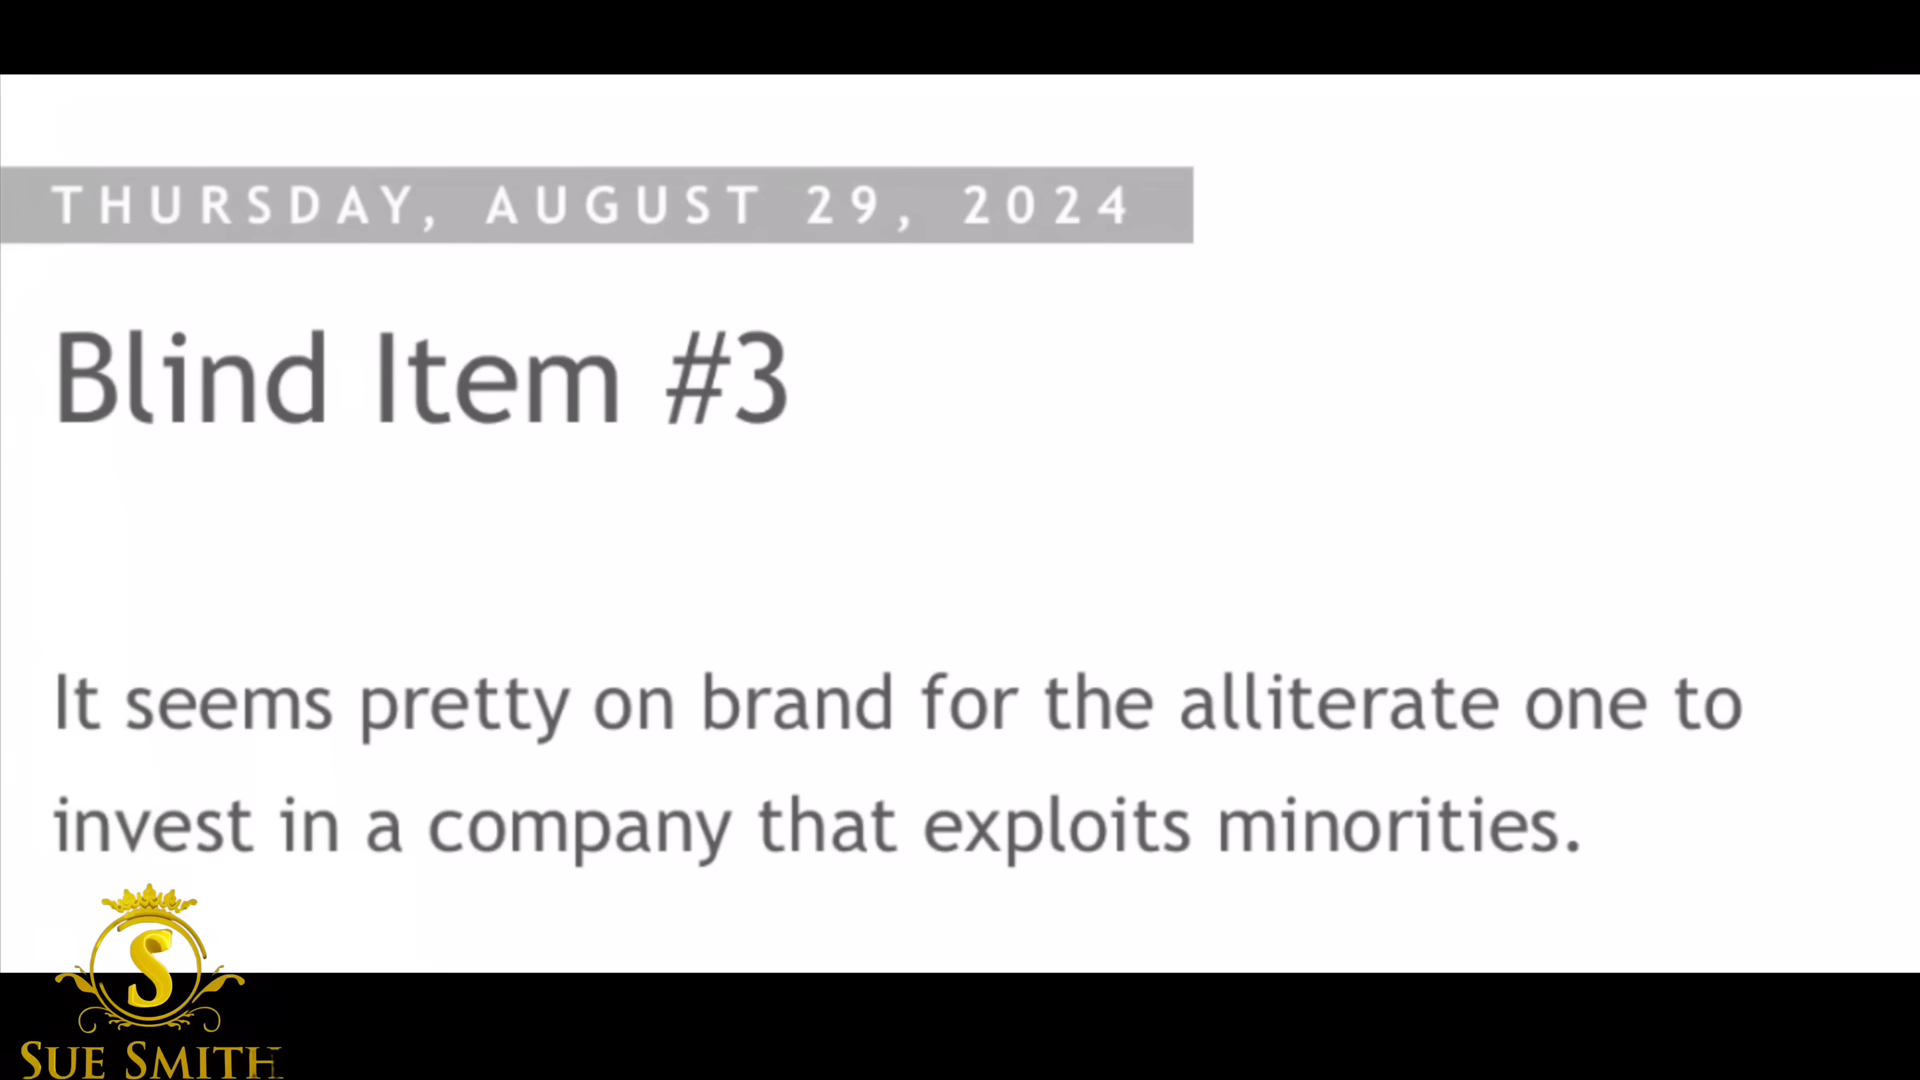 THURSDAY, AUGUST 29, 2024
Blind Item #3
It seems pretty on brand for the alliterate one to
invest in a company that exploits minorities.
S
SUE SMITH